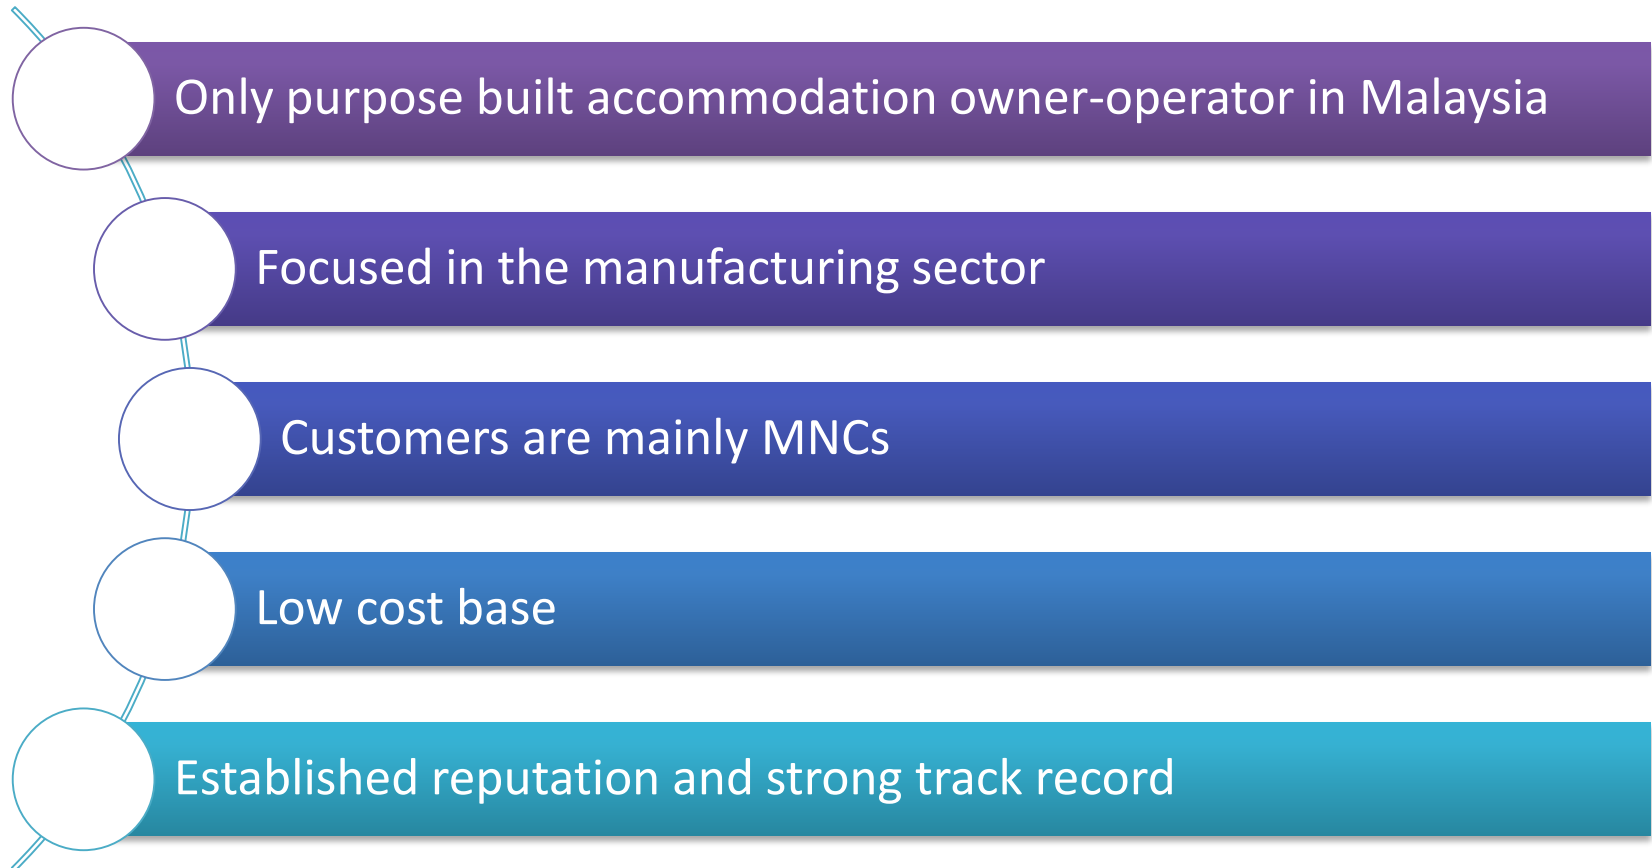 Only purpose built accommodation owner-operator in Malaysia
Focused in the manufacturing sector
Customers are mainly MNCs
Low cost base
Established reputation and strong track record